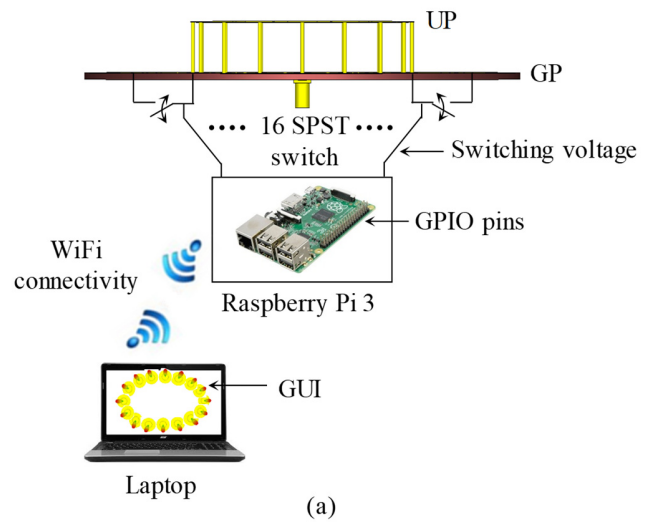 UP
GP
•••• 16 SPST ••••
switch
Switching voltage
GPIO pins
WiFi
connectivity
Raspberry Pi 3
GUI
Laptop
(a)